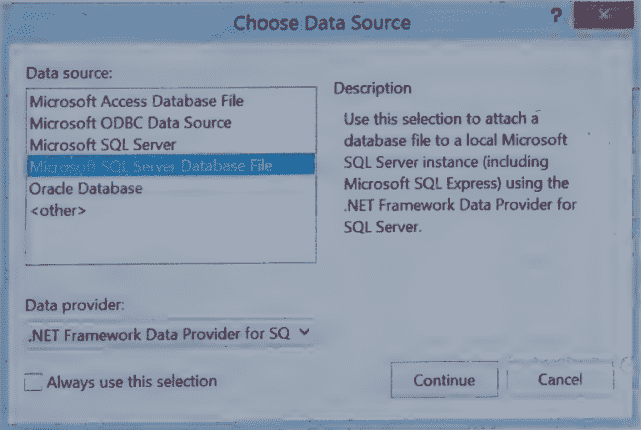 Choose Data Source
?
Data source:
Microsoft Access Database File
Microsoft ODBC Data Source
Microsoft SQL Server
Microsoft SQL Server Database File
Oracle Database
<other>
Description
Use this selection to attach a
database file to a local Microsoft
SQL Server instance (including
Microsoft SQL Express) using the
.NET Framework Data Provider for
SQL Server.
Data provider:
.NET Framework Data Provider for SQ
Always use this selection
Continue
Cancel